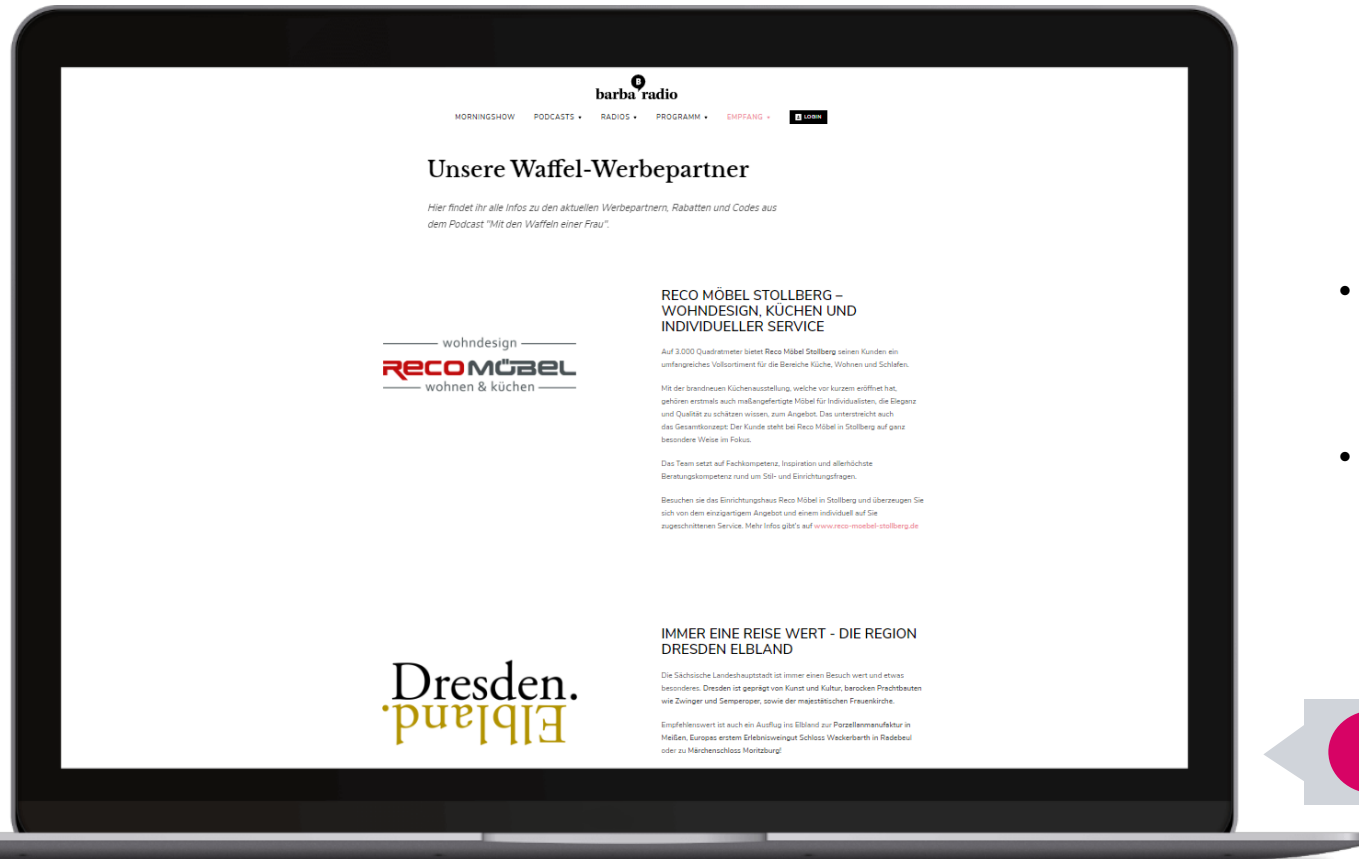 B
barba radio
MORNINGSHOW PODCASTS RADIOS PROGRAMM EMPFANG LOGIN
Unsere Waffel-Werbepartner
Hier findet ihr alle Infos zu den aktuellen Werbepartnern, Rabatten und Codes aus
dem Podcast "Mit den Waffeln einer Frau".
wohndesign
RECO MÖBEL
wohnen & küchen
RECO MÖBEL STOLLBERG –
WOHNDESIGN, KÜCHEN UND
INDIVIDUELLER SERVICE
Auf 3.000 Quadratmeter bietet Reco Möbel Stollberg seinen Kunden ein
umfangreiches Vollsortiment für die Bereiche Küche, Wohnen und Schlafen.
Mit der brandneuen Küchenausstellung, welche vor kurzem eröffnet hat,
gehören erstmals auch maßangefertigte Möbel für Individualisten, die Eleganz
und Qualität zu schätzen wissen, zum Angebot. Das unterstreicht auch
das Gesamtkonzept: Der Kunde steht bei Reco Möbel in Stollberg auf ganz
besondere Weise im Fokus.
Das Team setzt auf Fachkompetenz, Inspiration und allerhöchste
Beratungskompetenz rund um Stil- und Einrichtungsfragen.
Besuchen sie das Einrichtungshaus Reco Möbel in Stollberg und überzeugen Sie
sich von dem einzigartigem Angebot und einem individuell auf Sie
zugeschnittenen Service. Mehr Infos gibt's auf www.reco-moebel-stollberg.de
Dresden.
Elbland.
IMMER EINE REISE WERT - DIE REGION
DRESDEN ELBLAND
Die Sächsische Landeshauptstadt ist immer einen Besuch wert und etwas
besonderes. Dresden ist geprägt von Kunst und Kultur, barocken Prachtbauten
wie Zwinger und Semperoper, sowie der majestätischen Frauenkirche.
Empfehlenswert ist auch ein Ausflug ins Elbland zur Porzellanmanufaktur in
Meißen, Europas erstem Erlebnisweingut Schloss Wackerbarth in Radebeul
oder zu Märchenschloss Moritzburg!